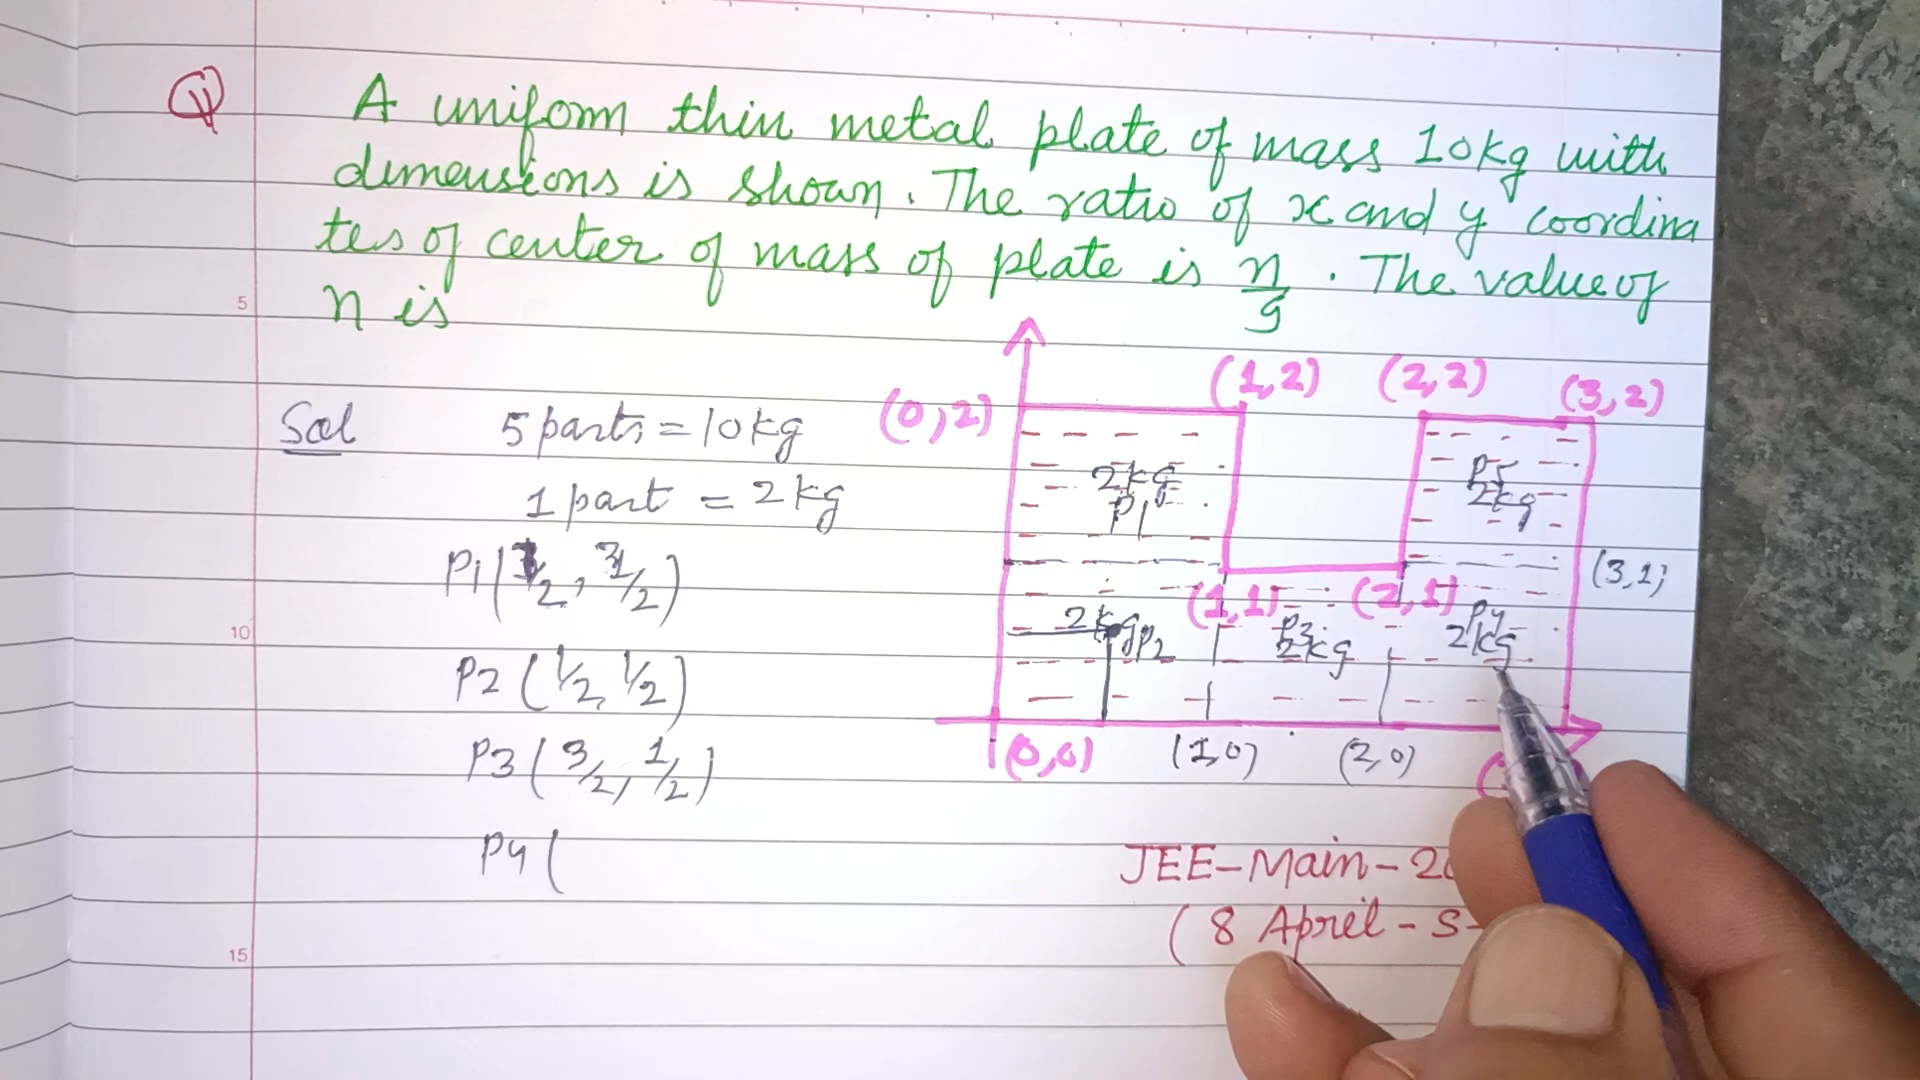 Q A uniform thin metal plate of mass 10kg with
dimensions is shown. The ratio of x and y coordina
tes of center of mass of plate is n/9. The value of
n is
5
(1,2) (2,2) (3,2)
(0,2)
Sol 5 parts = 10kg
1 part = 2kg
2kg
P1
P5
2kg
P1(1/2, 3/2)
(3,1)
(1,1) (2,1)
10
2kg P2
P3
2kg
P4
2kg
P2(1/2, 1/2)
P3(3/2, 1/2)
(0,0) (1,0) (2,0)
P4(
JEE-Main-
(8 April-S-
15